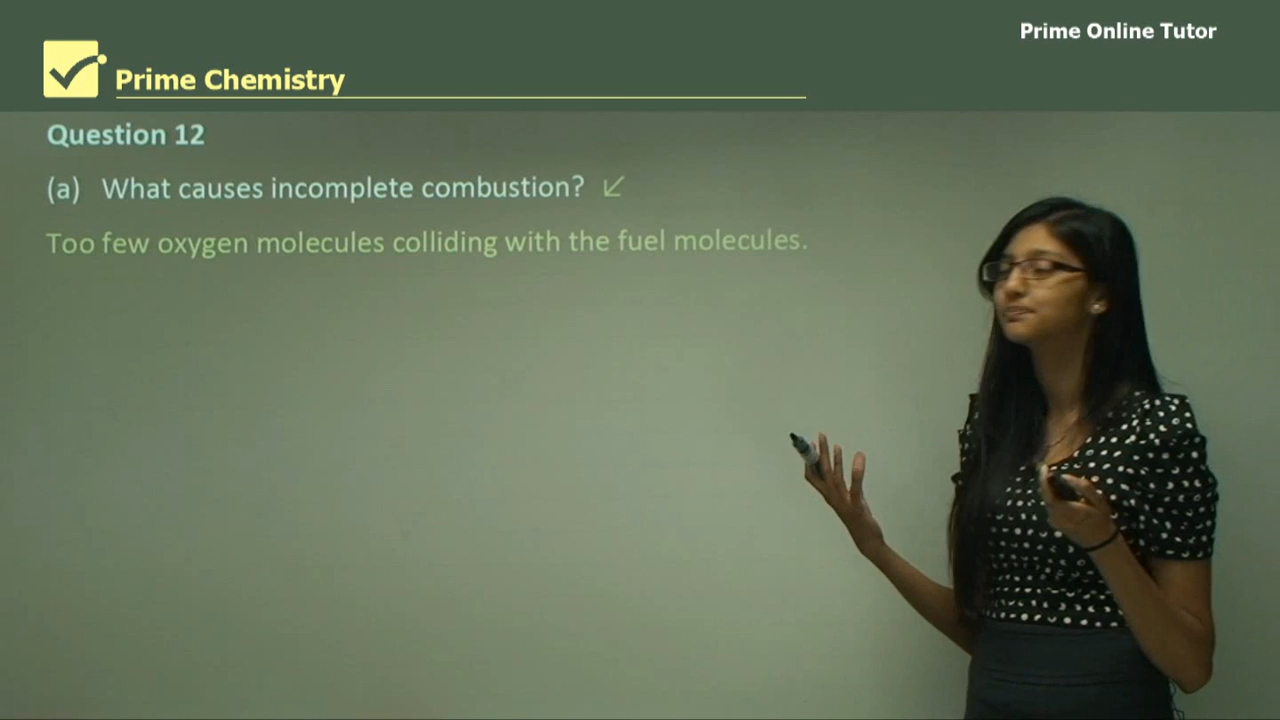 Prime Online Tutor
Prime Chemistry
Question 12
(a) What causes incomplete combustion?
Too few oxygen molecules colliding with the fuel molecules.